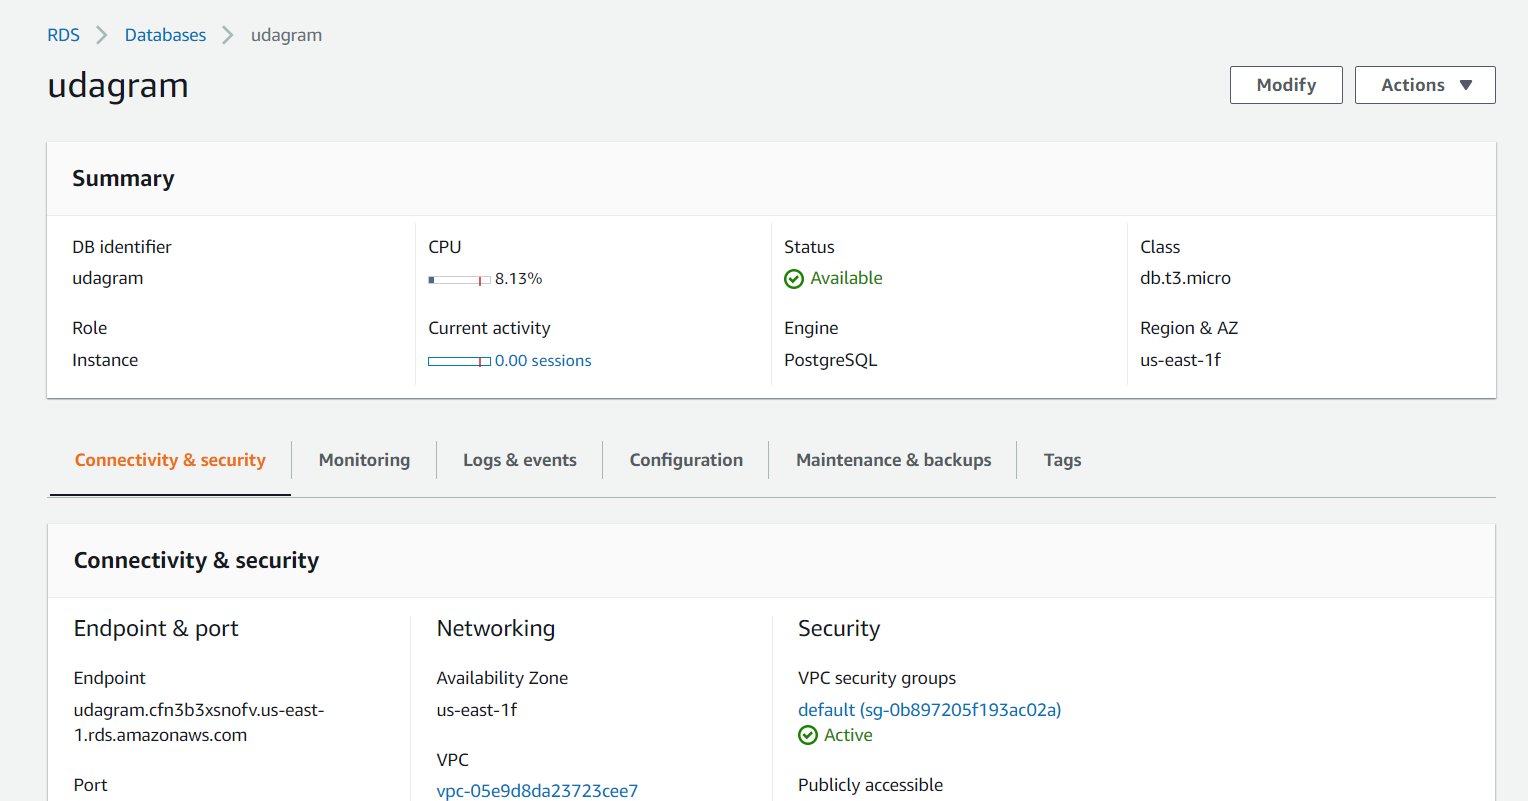 RDS > Databases > udagram
udagram
Modify
Actions
Summary
DB identifier
udagram
CPU
8.13%
Status
Available
Class
db.t3.micro
Role
Instance
Current activity
0.00 sessions
Engine
PostgreSQL
Region & AZ
us-east-1f
Connectivity & security
Monitoring
Logs & events
Configuration
Maintenance & backups
Tags
Connectivity & security
Endpoint & port
Endpoint
udagram.cfn3b3xsnofv.us-east-
1.rds.amazonaws.com
Port
Networking
Availability Zone
us-east-1f
VPC
vpc-05e9d8da23723cee7
Security
VPC security groups
default (sg-0b897205f193ac02a)
Active
Publicly accessible